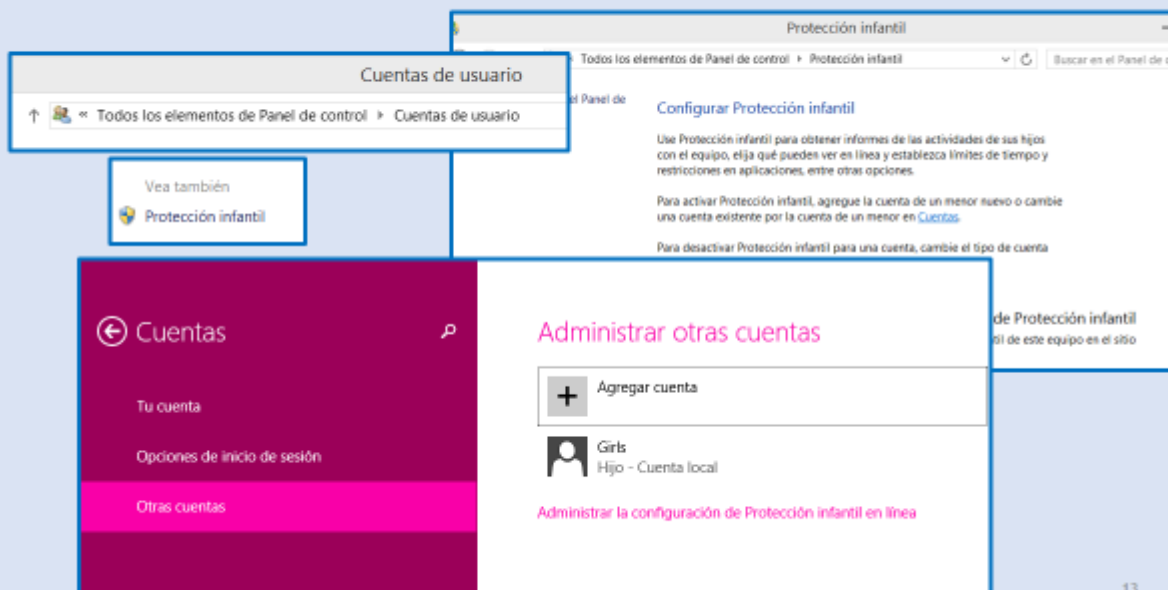 Protección infantil
Todos los elementos de Panel de control ▸ Protección infantil
Buscar en el Panel de
el Panel de
Configurar Protección infantil
Use Protección infantil para obtener informes de las actividades de sus hijos
con el equipo, elija qué pueden ver en línea y establezca límites de tiempo y
restricciones en aplicaciones, entre otras opciones.
Para activar Protección infantil, agregue la cuenta de un menor nuevo o cambie
una cuenta existente por la cuenta de un menor en Cuentas.
Para desactivar Protección infantil para una cuenta, cambie el tipo de cuenta
de Protección infantil
de este equipo en el sitio
Cuentas de usuario
« Todos los elementos de Panel de control ▸ Cuentas de usuario
Vea también
Protección infantil
Cuentas
Tu cuenta
Opciones de inicio de sesión
Otras cuentas
Administrar otras cuentas
Agregar cuenta
Girls
Hijo - Cuenta local
Administrar la configuración de Protección infantil en línea
13